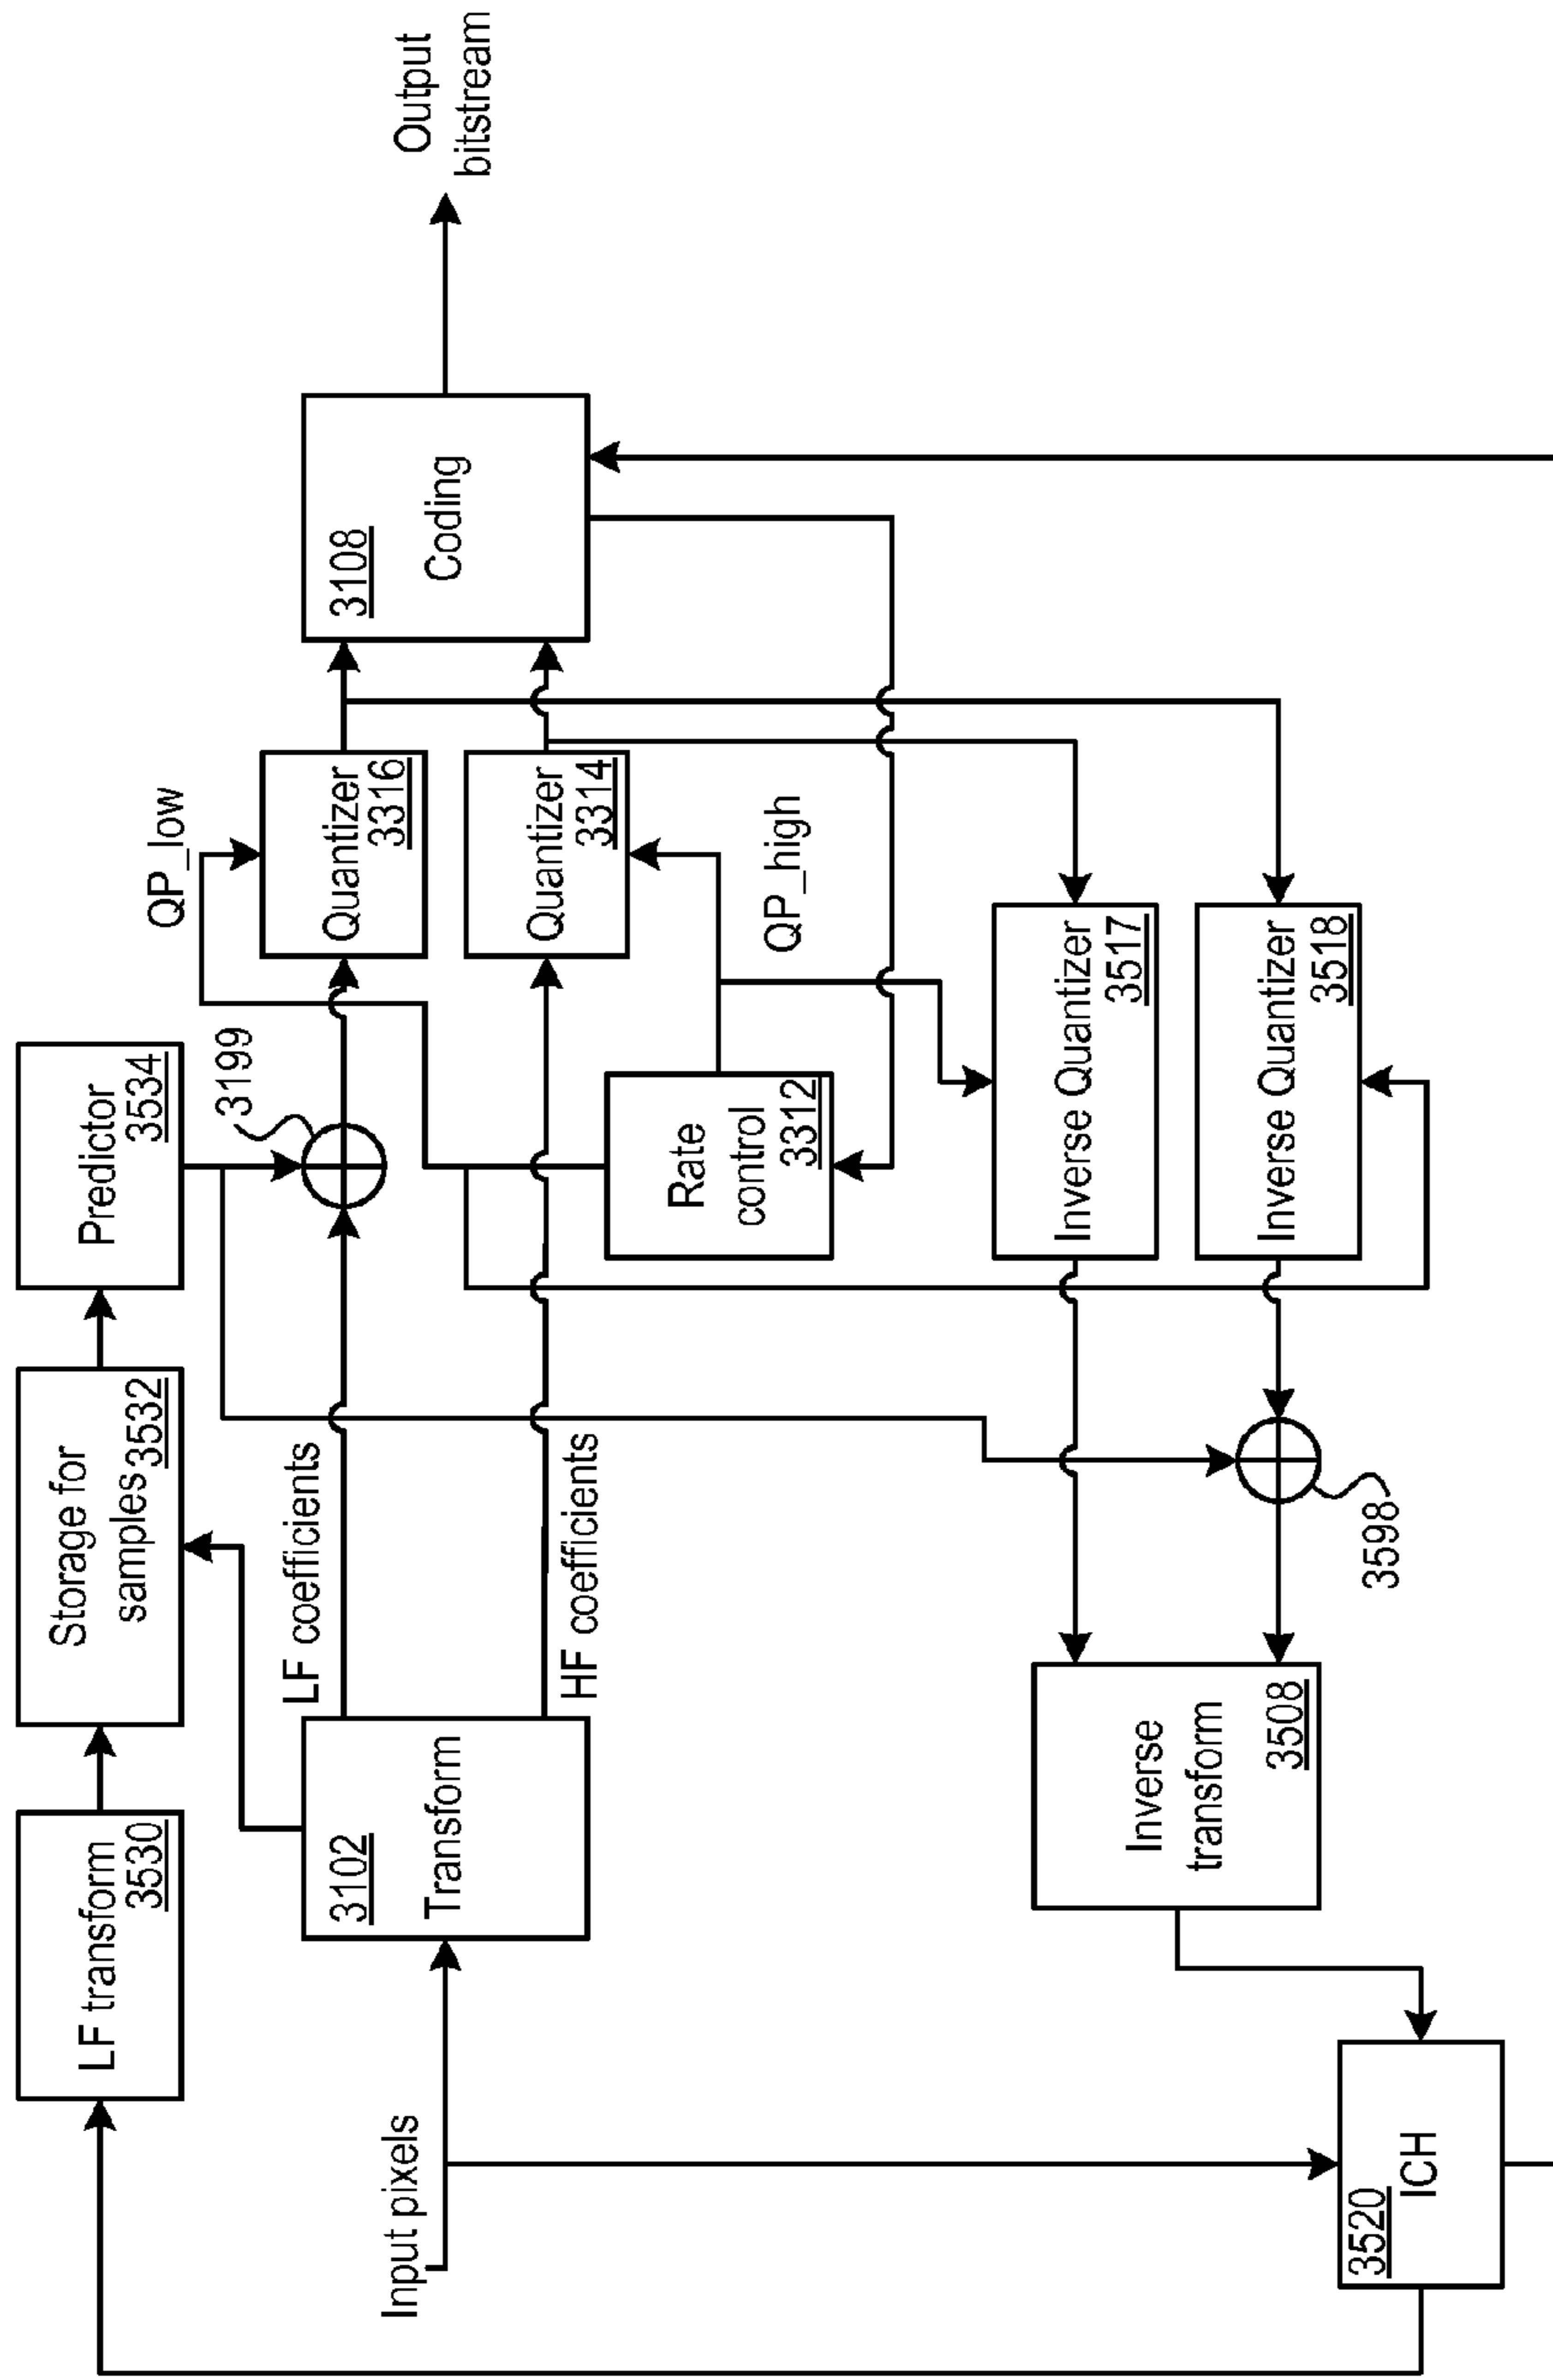 LF transform
3530
Storage for
samples 3532
Predictor
3534
3199
QP_low
Input pixels
3102
Transform
LF coefficients
HF coefficients
Quantizer
3316
Quantizer
3314
3108
Coding
Output
bitstream
Rate
control
3312
QP_high
Inverse
transform
3508
Inverse Quantizer
3517
Inverse Quantizer
3518
3598
3520
ICH